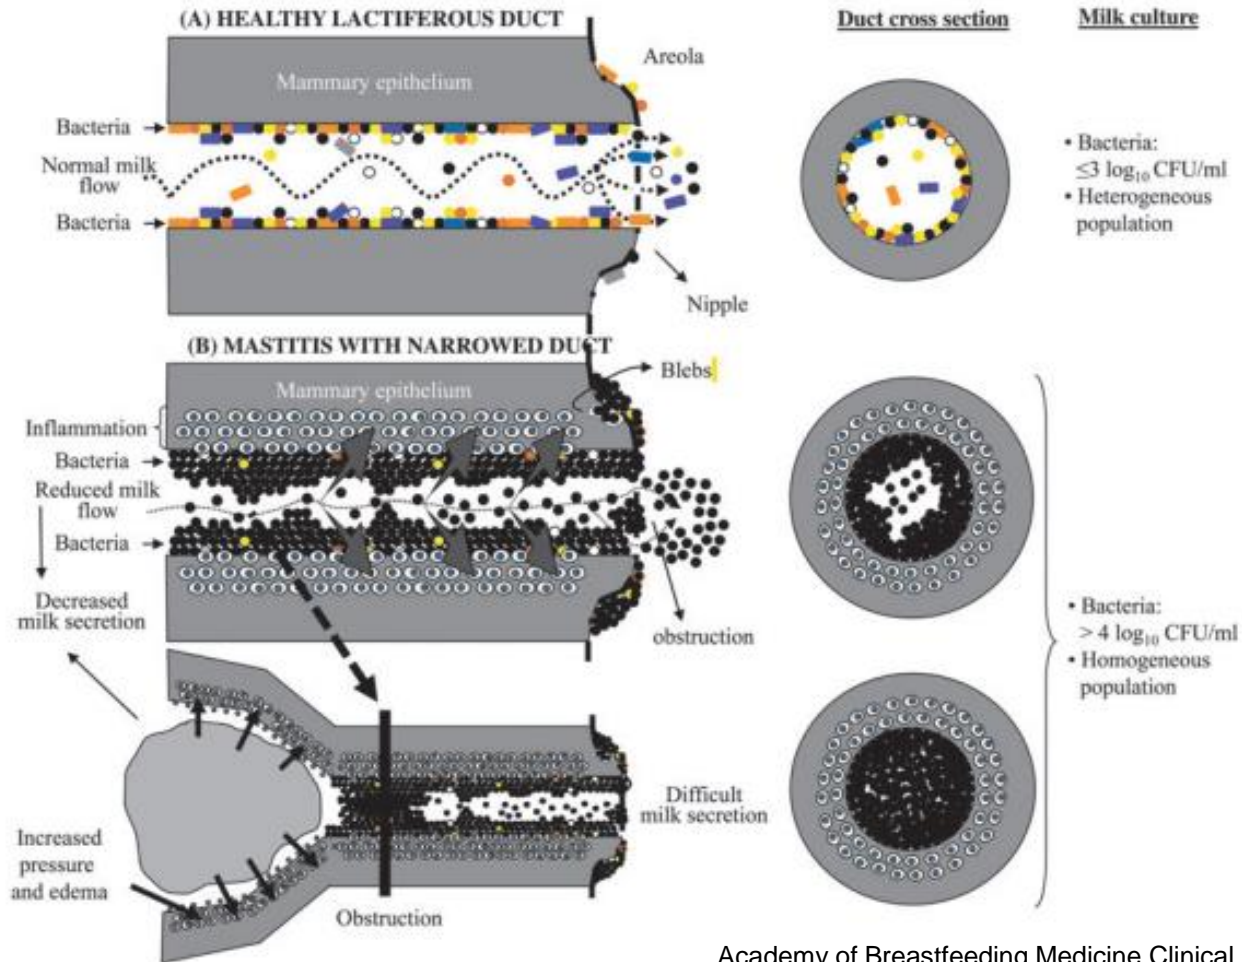 (A) HEALTHY LACTIFEROUS DUCT
Duct cross section
Milk culture
Areola
Mammary epithelium
Bacteria
Normal milk
flow
Bacteria
Nipple
• Bacteria:
≤3 log₁₀ CFU/ml
• Heterogeneous
population
(B) MASTITIS WITH NARROWED DUCT
Blebs
Mammary epithelium
Inflammation
Bacteria
Reduced milk
flow
Bacteria
Decreased
milk secretion
obstruction
• Bacteria:
> 4 log₁₀ CFU/ml
• Homogeneous
population
Difficult
milk secretion
Increased
pressure
and edema
Obstruction
Academy of Breastfeeding Medicine Clinical